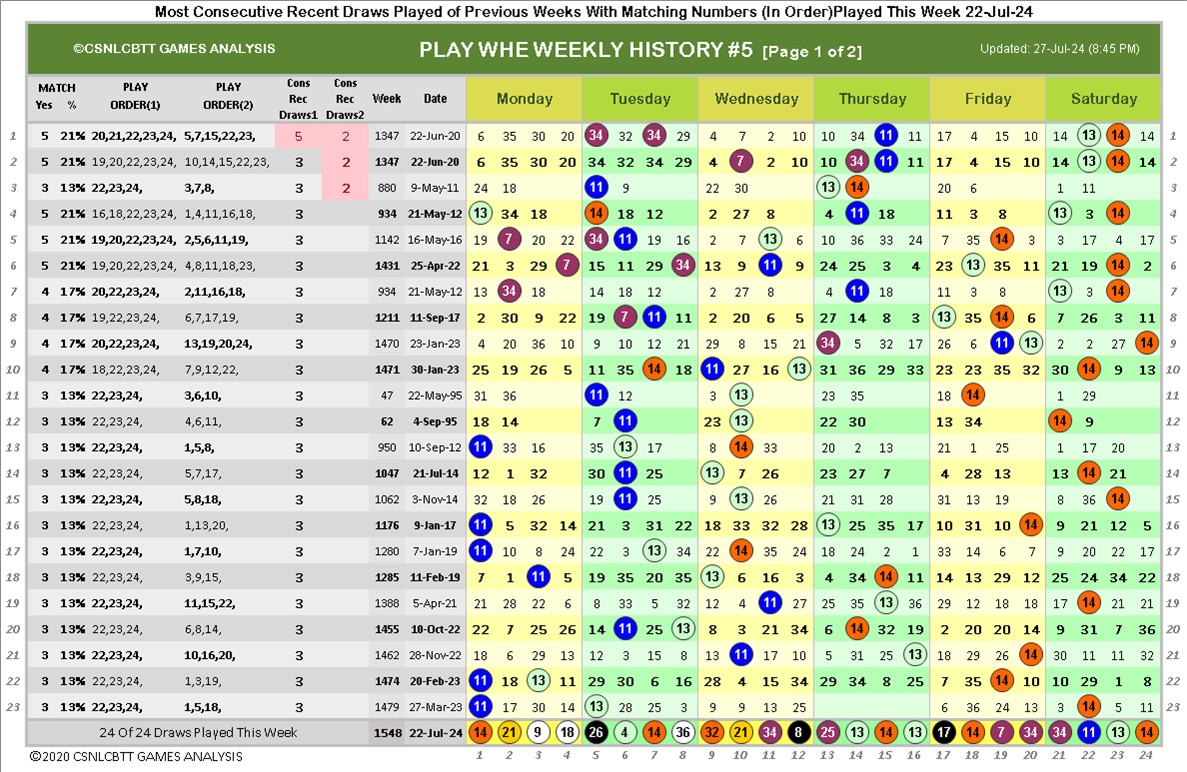 Most Consecutive Recent Draws Played of Previous Weeks With Matching Numbers (In Order)Played This Week 22-Jul-24
©CSNLCBTT GAMES ANALYSIS PLAY WHE WEEKLY HISTORY #5 [Page 1 of 2] Updated: 27-Jul-24 (8:45 PM)
MATCH Yes % PLAY ORDER(1) PLAY ORDER(2) Cons Rec Draws1 Cons Rec Draws2 Week Date Monday Tuesday Wednesday Thursday Friday Saturday
1 5 21% 20,21,22,23,24, 5,7,15,22,23, 5 2 1347 22-Jun-20 6 35 30 20 34 32 34 29 4 7 2 10 10 34 11 11 17 4 15 10 14 13 14 14 1
2 5 21% 19,20,22,23,24, 10,14,15,22,23, 3 2 1347 22-Jun-20 6 35 30 20 34 32 34 29 4 7 2 10 10 34 11 11 17 4 15 10 14 13 14 14 2
3 3 13% 22,23,24, 3,7,8, 3 2 880 9-May-11 24 18 11 9 22 30 13 14 20 6 1 11 3
4 5 21% 16,18,22,23,24, 1,4,11,16,18, 3 934 21-May-12 13 34 18 14 18 12 2 27 8 4 11 18 11 3 8 21 3 14 4
5 5 21% 19,20,22,23,24, 2,5,6,11,19, 3 1142 16-May-16 19 7 20 22 34 11 19 16 2 7 13 6 10 36 33 24 7 35 14 3 3 17 4 17 5
6 5 21% 19,20,22,23,24, 4,8,11,18,23, 3 1431 25-Apr-22 21 3 29 7 15 11 29 34 13 9 11 9 24 25 3 4 23 13 35 11 21 19 14 2 6
7 4 17% 20,22,23,24, 2,11,16,18, 3 934 21-May-12 13 34 18 14 18 12 2 27 8 4 11 18 11 3 8 21 3 14 7
8 4 17% 19,22,23,24, 6,7,17,19, 3 1211 11-Sep-17 2 30 9 22 19 7 11 11 2 20 6 5 27 14 8 3 13 35 14 6 7 26 3 11 8
9 4 17% 20,22,23,24, 13,19,20,24, 3 1470 23-Jan-23 4 20 36 10 9 10 12 21 29 8 15 21 34 5 32 17 26 6 11 13 2 2 27 14 9
10 4 17% 18,22,23,24, 7,9,12,22, 3 1471 30-Jan-23 25 19 26 5 11 35 14 18 11 27 16 13 31 36 29 33 23 23 35 32 30 14 9 13 10
11 3 13% 22,23,24, 3,6,10, 3 47 22-May-95 31 36 11 12 3 13 23 35 18 14 1 29 11
12 3 13% 22,23,24, 4,6,11, 3 62 4-Sep-95 18 14 7 11 23 13 22 30 13 34 14 9 12
13 3 13% 22,23,24, 1,5,8, 3 950 10-Sep-12 11 33 16 35 13 17 8 14 33 20 2 13 21 1 25 1 17 20 13
14 3 13% 22,23,24, 5,7,17, 3 1047 21-Jul-14 12 1 32 30 11 25 13 7 26 23 27 7 4 28 13 13 14 21 14
15 3 13% 22,23,24, 5,8,18, 3 1062 3-Nov-14 32 18 26 19 11 25 9 13 26 21 31 28 31 13 19 8 36 14 15
16 3 13% 22,23,24, 1,13,20, 3 1176 9-Jan-17 11 5 32 14 21 3 31 22 18 33 32 28 13 25 35 17 10 31 10 14 9 21 12 5 16
17 3 13% 22,23,24, 1,7,10, 3 1280 7-Jan-19 11 10 8 24 22 3 13 34 22 14 35 24 18 24 2 1 33 14 6 7 9 20 22 17 17
18 3 13% 22,23,24, 3,9,15, 3 1285 11-Feb-19 7 1 11 5 19 35 20 35 13 6 16 3 4 34 14 11 14 13 29 12 25 24 34 22 18
19 3 13% 22,23,24, 11,15,22, 3 1388 5-Apr-21 21 28 22 6 8 33 5 32 12 4 11 27 25 35 13 36 29 12 18 18 17 14 21 21 19
20 3 13% 22,23,24, 6,8,14, 3 1455 10-Oct-22 22 7 25 26 14 11 25 13 8 3 21 34 6 14 32 19 2 20 20 14 9 31 7 36 20
21 13% 22,23,24, 10,16,20, 3 1462 28-Nov-22 18 6 29 13 12 3 15 8 13 11 17 10 5 31 25 13 18 29 26 14 30 11 11 32 21
22 3 13% 22,23,24, 1,3,19, 3 1474 20-Feb-23 11 18 13 11 29 30 6 16 28 4 15 34 29 34 8 25 7 35 14 10 10 29 1 8 22
23 3 13% 22,23,24, 1,5,18, 3 1479 27-Mar-23 11 17 30 14 13 28 25 3 9 9 13 25 6 36 24 13 3 14 5 11 23
24 Of 24 Draws Played This Week 1548 22-Jul-24 14 21 9 18 26 4 14 36 32 21 34 8 25 13 14 13 17 14 7 34 34 11 13 14
©2020 CSNLCBTT GAMES ANALYSIS 1 2 3 4 5 6 7 8 9 10 11 12 13 14 15 16 17 18 19 20 21 22 23 24